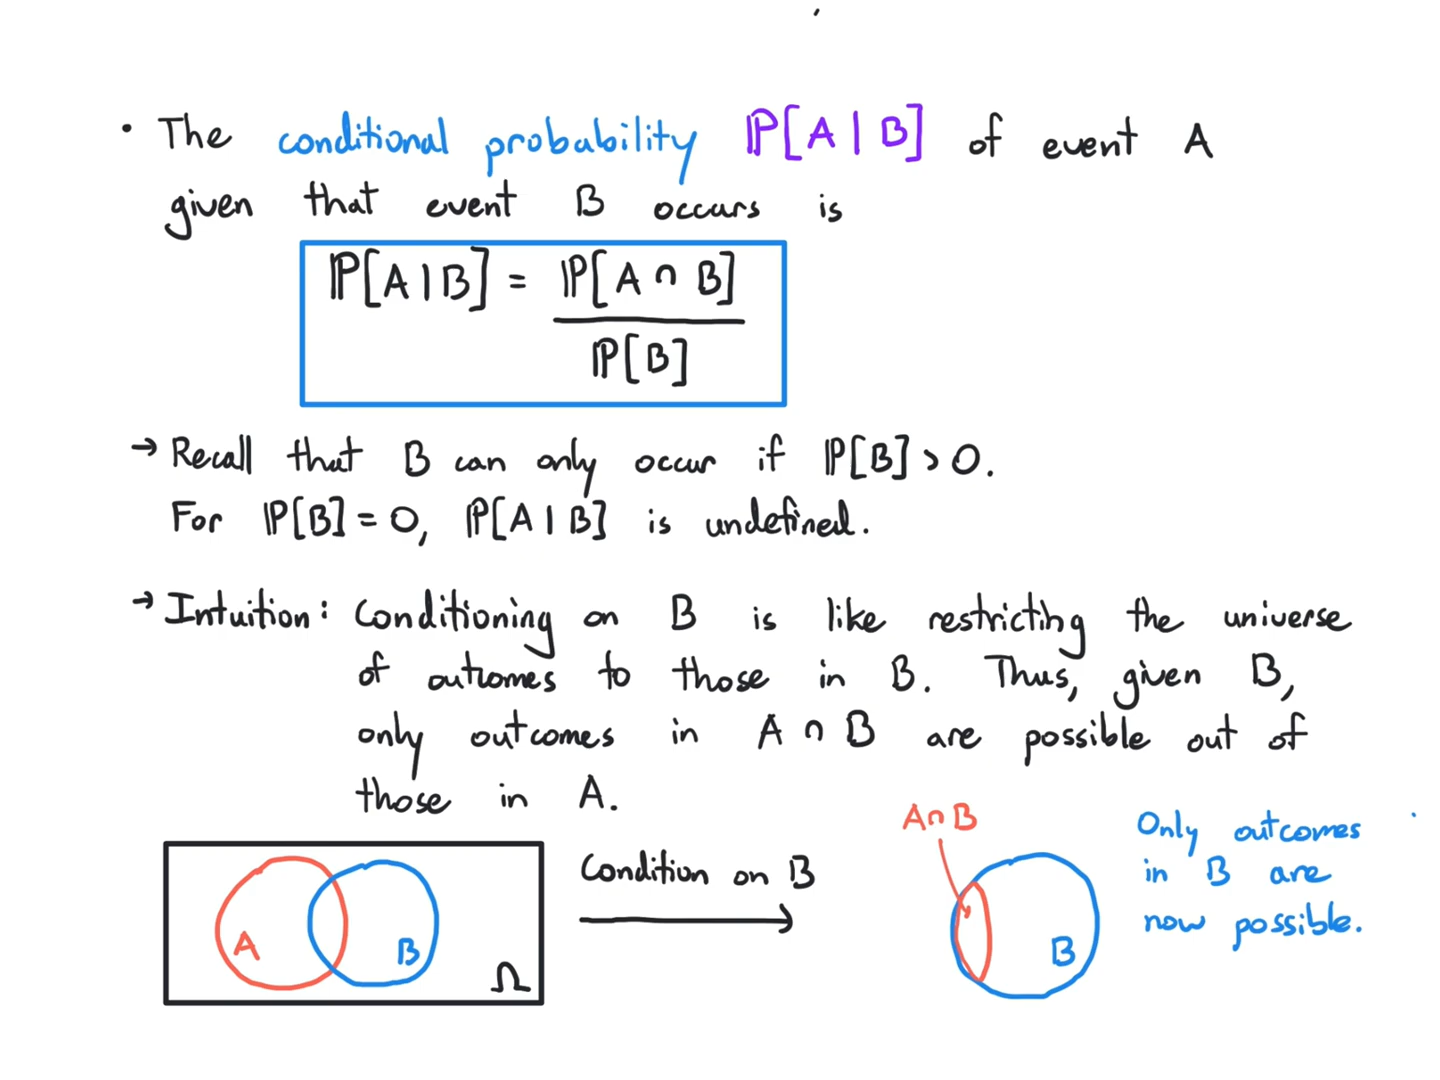 • The conditional probability ℙ[A|B] of event A
given that event B occurs is
ℙ[A|B] = ℙ[A ∩ B]
ℙ[B]
→ Recall that B can only occur if ℙ[B] > 0.
For ℙ[B] = 0, ℙ[A|B] is undefined.
→ Intuition: Conditioning on B is like restricting the universe
of outcomes to those in B. Thus, given B,
only outcomes in A ∩ B are possible out of
those in A.
A
B
Ω
Condition on B
A∩B
B
Only outcomes
in B are
now possible.